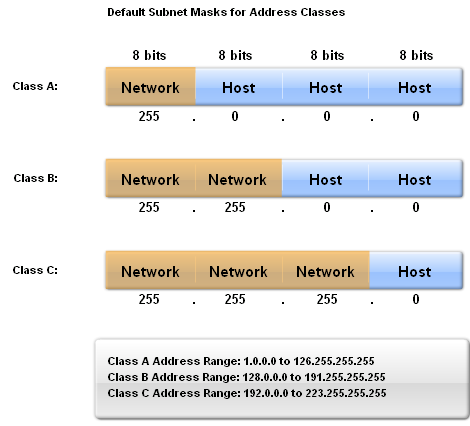 Default Subnet Masks for Address Classes
8 bits 8 bits 8 bits 8 bits
Class A: Network Host Host Host
255 . 0 . 0 . 0
Class B: Network Network Host Host
255 . 255 . 0 . 0
Class C: Network Network Network Host
255 . 255 . 255 . 0
Class A Address Range: 1.0.0.0 to 126.255.255.255
Class B Address Range: 128.0.0.0 to 191.255.255.255
Class C Address Range: 192.0.0.0 to 223.255.255.255